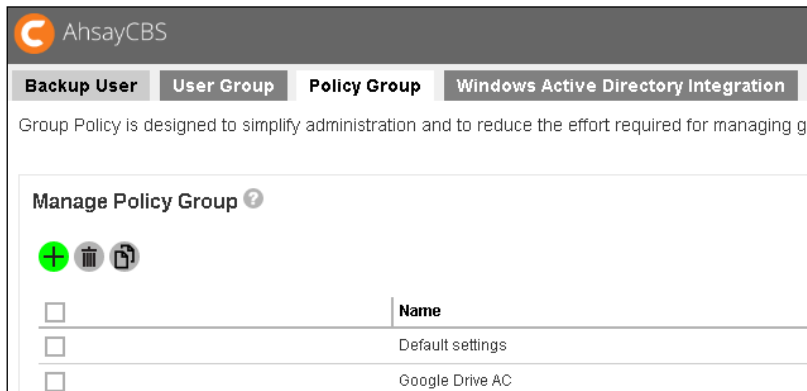 AhsayCBS
Backup User User Group Policy Group Windows Active Directory Integration
Group Policy is designed to simplify administration and to reduce the effort required for managing g
Manage Policy Group
Name
Default settings
Google Drive AC